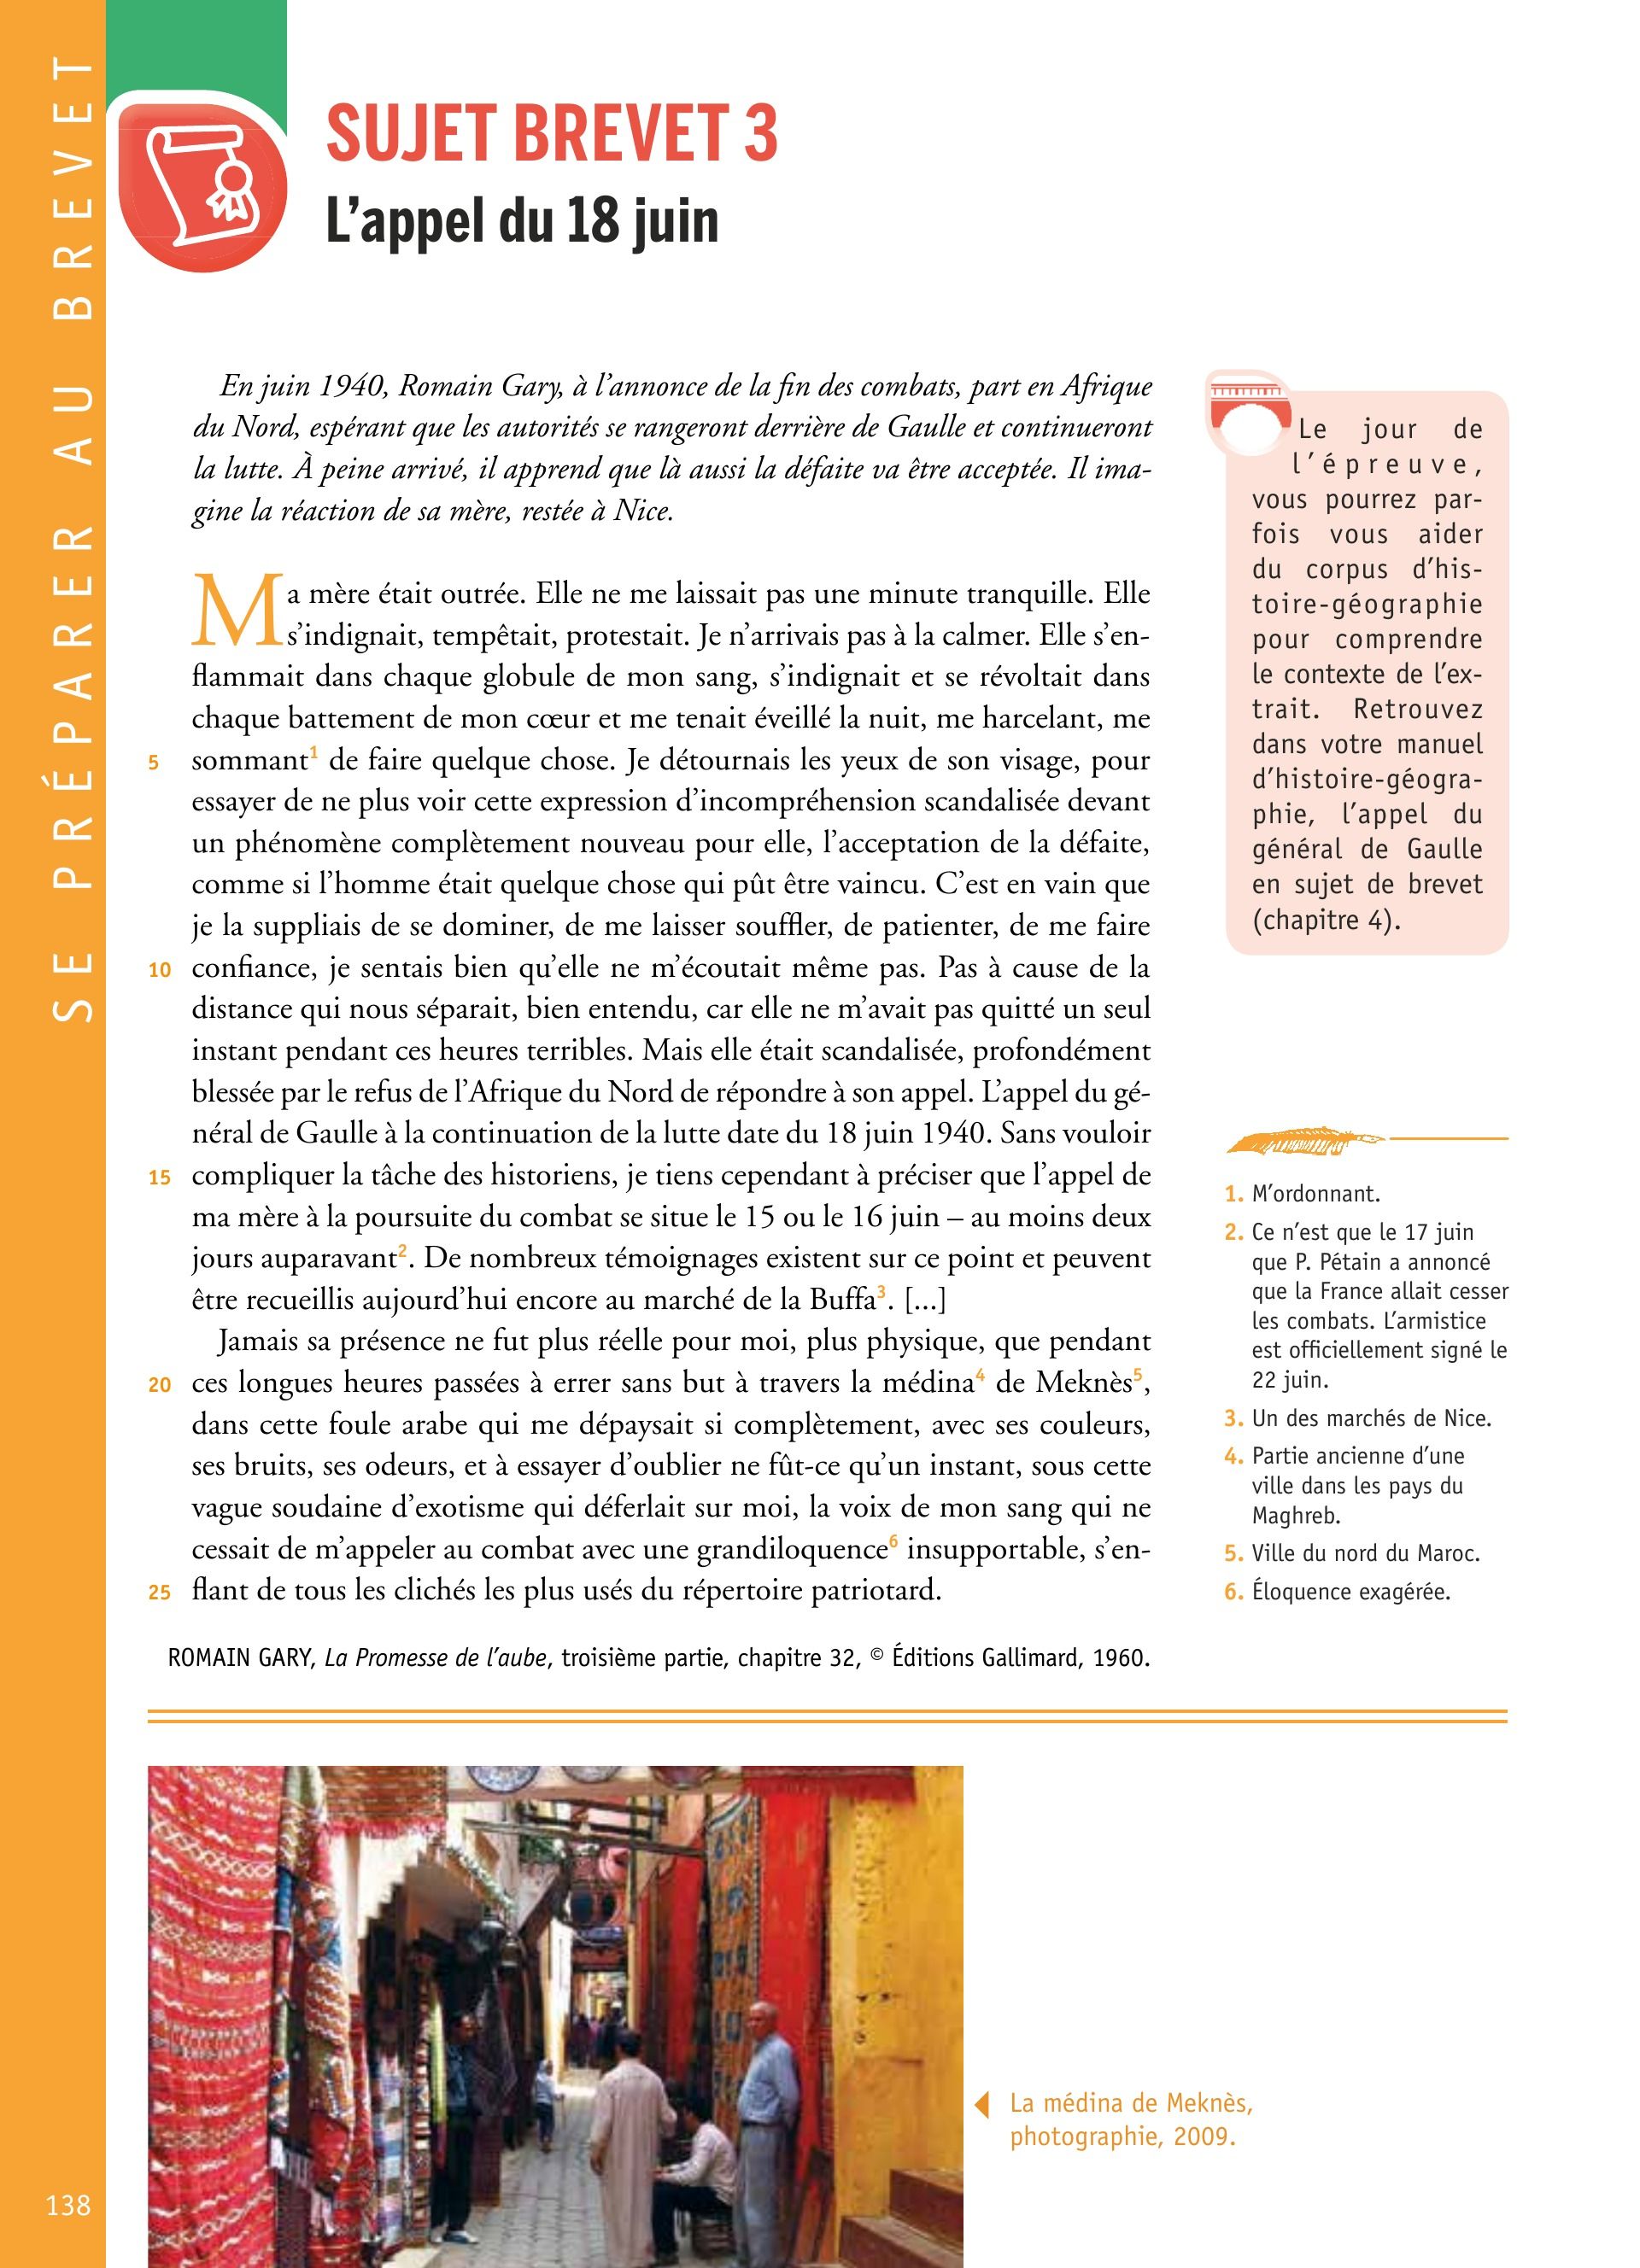 SE PRÉPARER AU BREVET
SUJET BREVET 3
L'appel du 18 juin
En juin 1940, Romain Gary, à l'annonce de la fin des combats, part en Afrique
du Nord, espérant que les autorités se rangeront derrière de Gaulle et continueront
la lutte. À peine arrivé, il apprend que là aussi la défaite va être acceptée. Il ima-
gine la réaction de sa mère, restée à Nice.
Ma mère était outrée. Elle ne me laissait pas une minute tranquille. Elle
s'indignait, tempêtait, protestait. Je n'arrivais pas à la calmer. Elle s'en-
flammait dans chaque globule de mon sang, s'indignait et se révoltait dans
chaque battement de mon cœur et me tenait éveillé la nuit, me harcelant, me
5 sommant1 de faire quelque chose. Je détournais les yeux de son visage, pour
essayer de ne plus voir cette expression d'incompréhension scandalisée devant
un phénomène complètement nouveau pour elle, l'acceptation de la défaite,
comme si l'homme était quelque chose qui pût être vaincu. C'est en vain que
je la suppliais de se dominer, de me laisser souffler, de patienter, de me faire
10 confiance, je sentais bien qu'elle ne m'écoutait même pas. Pas à cause de la
distance qui nous séparait, bien entendu, car elle ne m'avait pas quitté un seul
instant pendant ces heures terribles. Mais elle était scandalisée, profondément
blessée par le refus de l'Afrique du Nord de répondre à son appel. L'appel du gé-
néral de Gaulle à la continuation de la lutte date du 18 juin 1940. Sans vouloir
15 compliquer la tâche des historiens, je tiens cependant à préciser que l'appel de
ma mère à la poursuite du combat se situe le 15 ou le 16 juin – au moins deux
jours auparavant2. De nombreux témoignages existent sur ce point et peuvent
être recueillis aujourd'hui encore au marché de la Buffa3. [...]
Jamais sa présence ne fut plus réelle pour moi, plus physique, que pendant
20 ces longues heures passées à errer sans but à travers la médina4 de Meknès5,
dans cette foule arabe qui me dépaysait si complètement, avec ses couleurs,
ses bruits, ses odeurs, et à essayer d'oublier ne fût-ce qu'un instant, sous cette
vague soudaine d'exotisme qui déferlait sur moi, la voix de mon sang qui ne
cessait de m'appeler au combat avec une grandiloquence6 insupportable, s'en-
25 flant de tous les clichés les plus usés du répertoire patriotard.
ROMAIN GARY, La Promesse de l'aube, troisième partie, chapitre 32, © Éditions Gallimard, 1960.
Le jour de
l'épreuve,
vous pourrez par-
fois vous aider
du corpus d'his-
toire-géographie
pour comprendre
le contexte de l'ex-
trait. Retrouvez
dans votre manuel
d'histoire-géogra-
phie, l'appel du
général de Gaulle
en sujet de brevet
(chapitre 4).
1. M'ordonnant.
2. Ce n'est que le 17 juin
que P. Pétain a annoncé
que la France allait cesser
les combats. L'armistice
est officiellement signé le
22 juin.
3. Un des marchés de Nice.
4. Partie ancienne d'une
ville dans les pays du
Maghreb.
5. Ville du nord du Maroc.
6. Éloquence exagérée.
La médina de Meknès,
photographie, 2009.
138